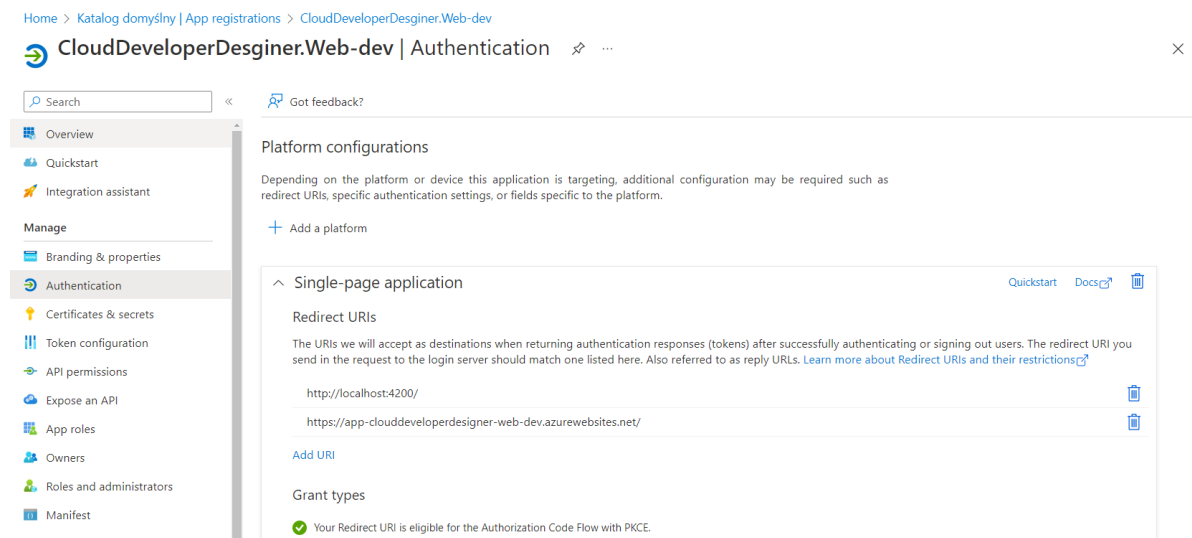 Home > Katalog domyślny | App registrations > CloudDeveloperDesginer.Web-dev
CloudDeveloperDesginer.Web-dev | Authentication
Search
Got feedback?
Overview
Quickstart
Integration assistant
Manage
Branding & properties
Authentication
Certificates & secrets
Token configuration
API permissions
Expose an API
App roles
Owners
Roles and administrators
Manifest
Platform configurations
Depending on the platform or device this application is targeting, additional configuration may be required such as
redirect URIs, specific authentication settings, or fields specific to the platform.
Add a platform
Single-page application
Quickstart
Docs
Redirect URIs
The URIs we will accept as destinations when returning authentication responses (tokens) after successfully authenticating or signing out users. The redirect URI you
send in the request to the login server should match one listed here. Also referred to as reply URLs. Learn more about Redirect URIs and their restrictions
http://localhost:4200/
https://app-clouddeveloperdesigner-web-dev.azurewebsites.net/
Add URI
Grant types
Your Redirect URI is eligible for the Authorization Code Flow with PKCE.